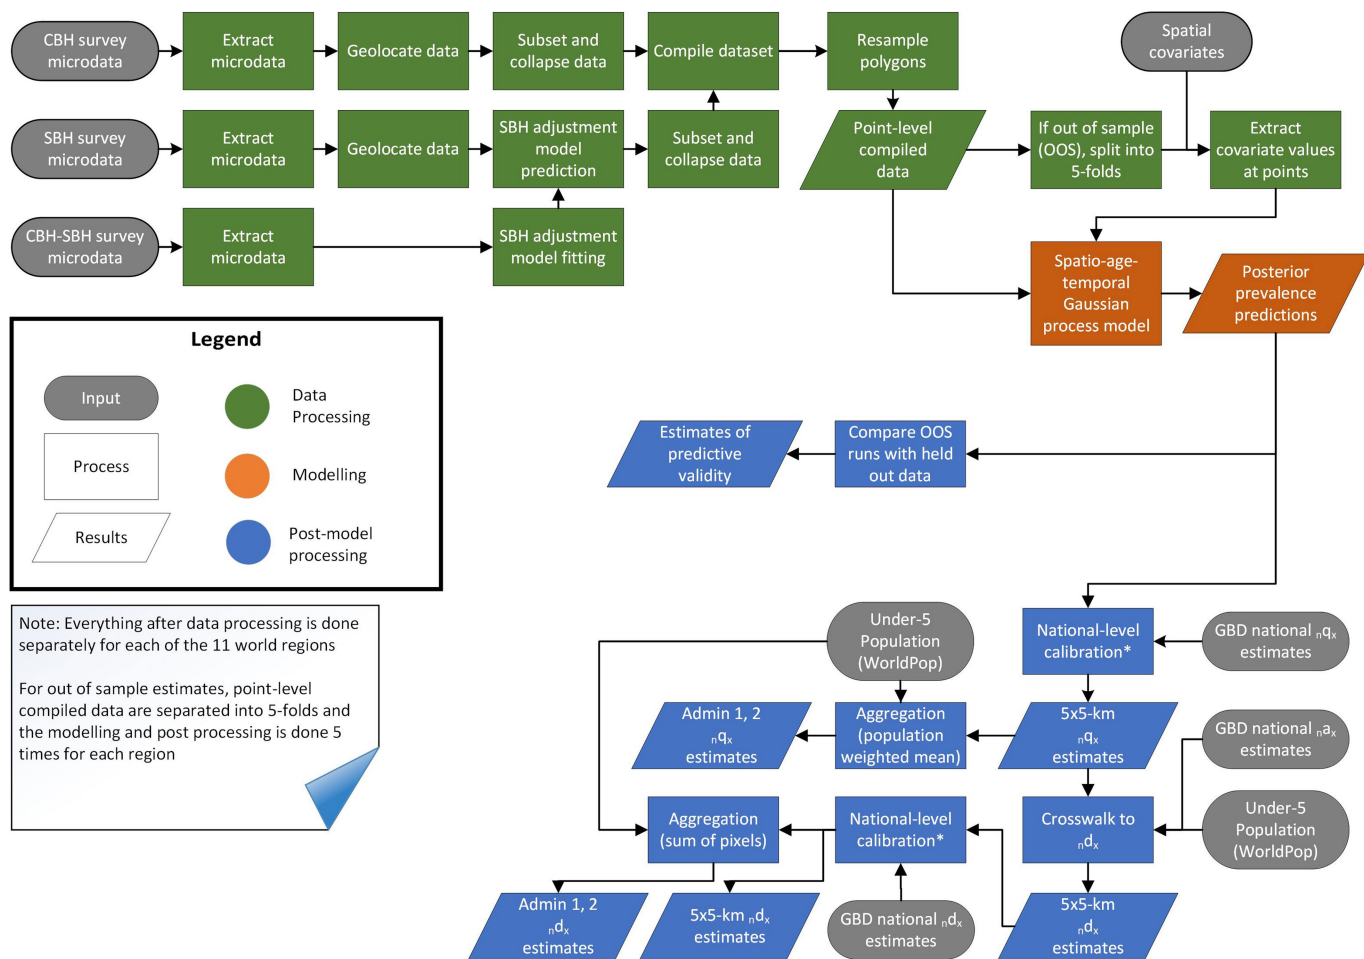 CBH survey
microdata
Extract
microdata
Geolocate data
Subset and
collapse data
Compile dataset
Resample
polygons
Spatial
covariates
SBH survey
microdata
Extract
microdata
Geolocate data
SBH adjustment
model
prediction
Subset and
collapse data
Point-level
compiled
data
If out of sample
(OOS), split into
5-folds
Extract
covariate values
at points
CBH-SBH survey
microdata
Extract
microdata
SBH adjustment
model fitting
Spatio-age-
temporal
Gaussian
process model
Posterior
prevalence
predictions
Legend
Input
Data
Processing
Process
Modelling
Results
Post-model
processing
Estimates of
predictive
validity
Compare OOS
runs with held
out data
Note: Everything after data processing is done
separately for each of the 11 world regions
For out of sample estimates, point-level
compiled data are separated into 5-folds and
the modelling and post processing is done 5
times for each region
Under-5
Population
(WorldPop)
National-level
calibration*
GBD national ₙqₓ
estimates
Admin 1, 2
ₙqₓ
estimates
Aggregation
(population
weighted mean)
5x5-km
ₙqₓ
estimates
GBD national ₙaₓ
estimates
Aggregation
(sum of pixels)
National-level
calibration*
Crosswalk to
ₙdₓ
Under-5
Population
(WorldPop)
Admin 1, 2
ₙdₓ
estimates
5x5-km ₙdₓ
estimates
GBD national ₙdₓ
estimates
5x5-km
ₙdₓ
estimates